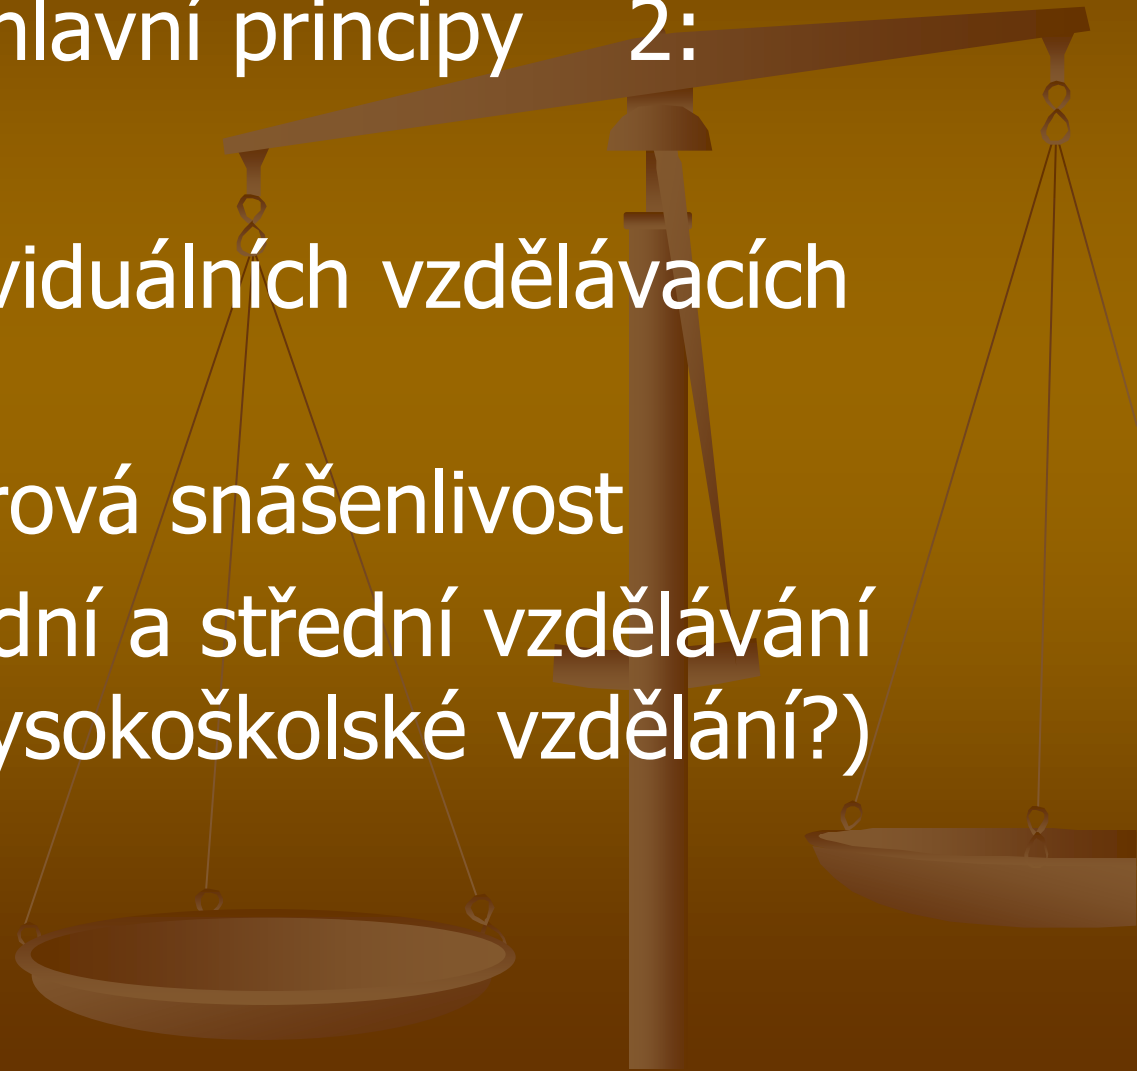 hlavní principy 2:
viduálních vzdělávacích
rová snášenlivost
dní a střední vzdělávání
ysokoškolské vzdělání?)